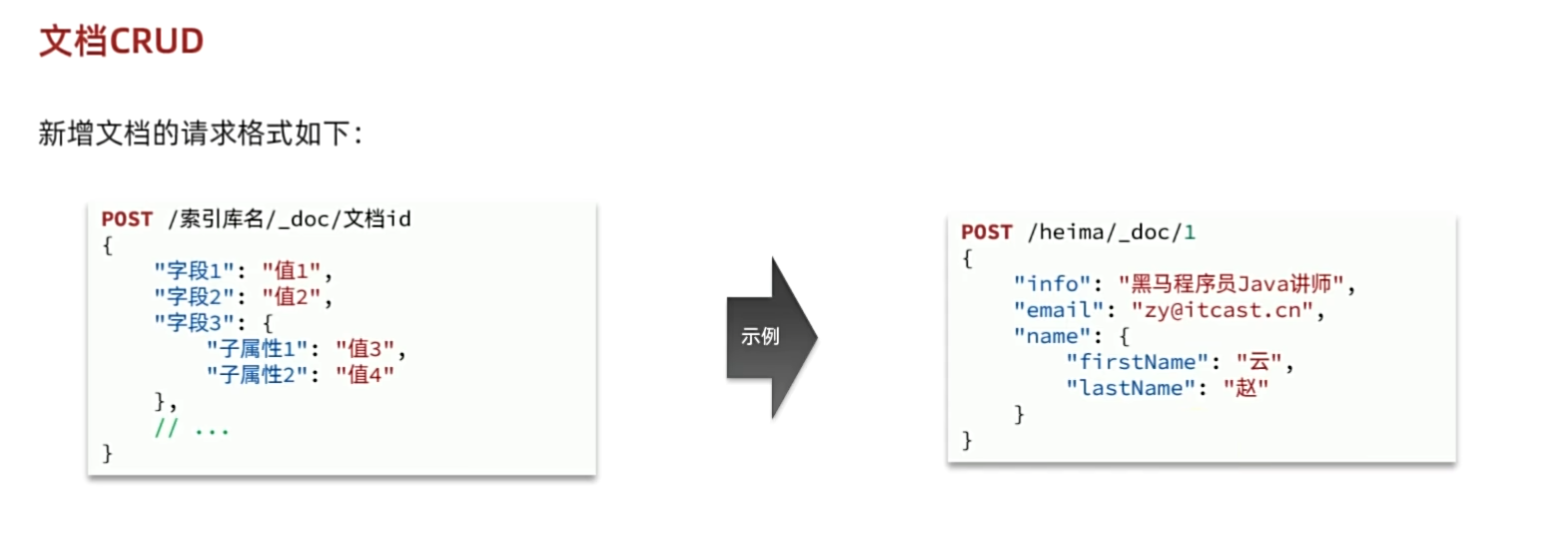 文档CRUD
新增文档的请求格式如下：
POST /索引库名/_doc/文档id
{
    "字段1": "值1",
    "字段2": "值2",
    "字段3": {
        "子属性1": "值3",
        "子属性2": "值4"
    },
    // ...
}
示例
POST /heima/_doc/1
{
    "info": "黑马程序员Java讲师",
    "email": "zy@itcast.cn",
    "name": {
        "firstName": "云",
        "lastName": "赵"
    }
}